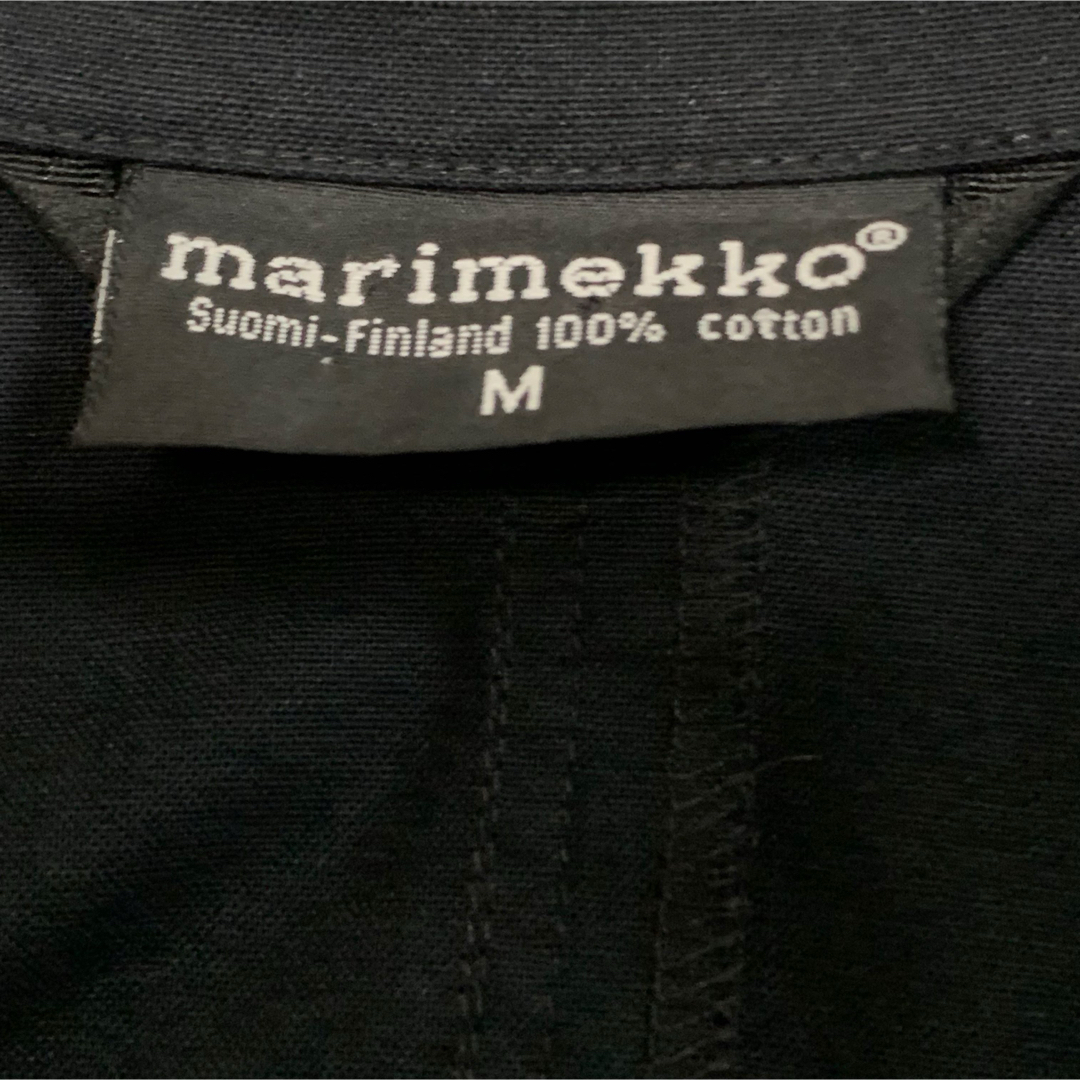 marimekko®
Suomi-Finland 100% cotton
M